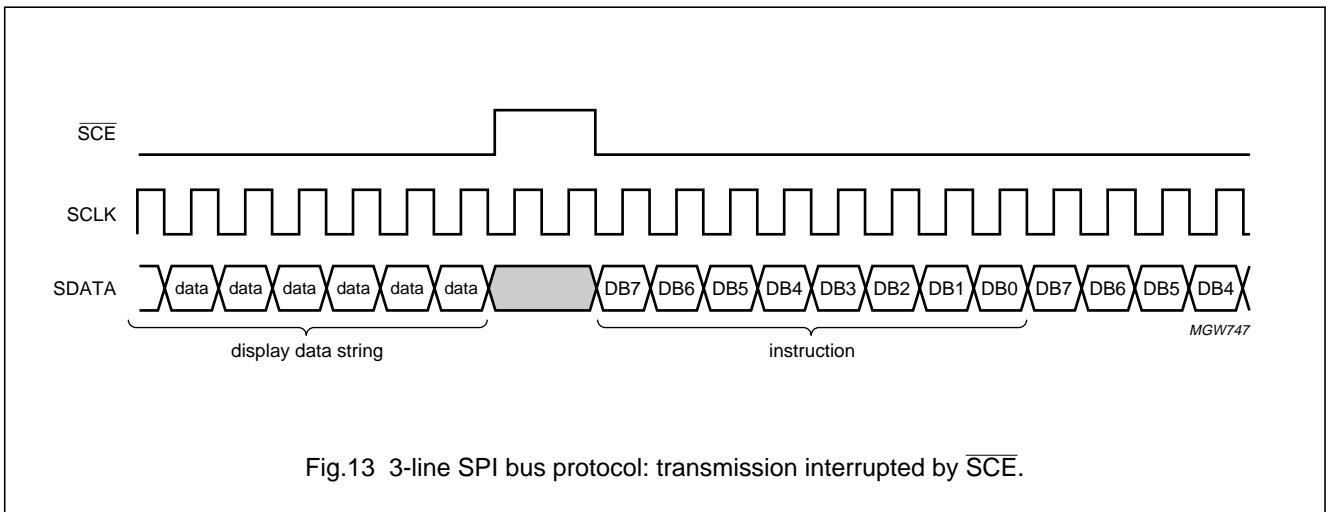 SCE
SCLK
SDATA data data data data data data DB7 DB6 DB5 DB4 DB3 DB2 DB1 DB0 DB7 DB6 DB5 DB4
MGW747
display data string instruction
Fig.13 3-line SPI bus protocol: transmission interrupted by SCE.